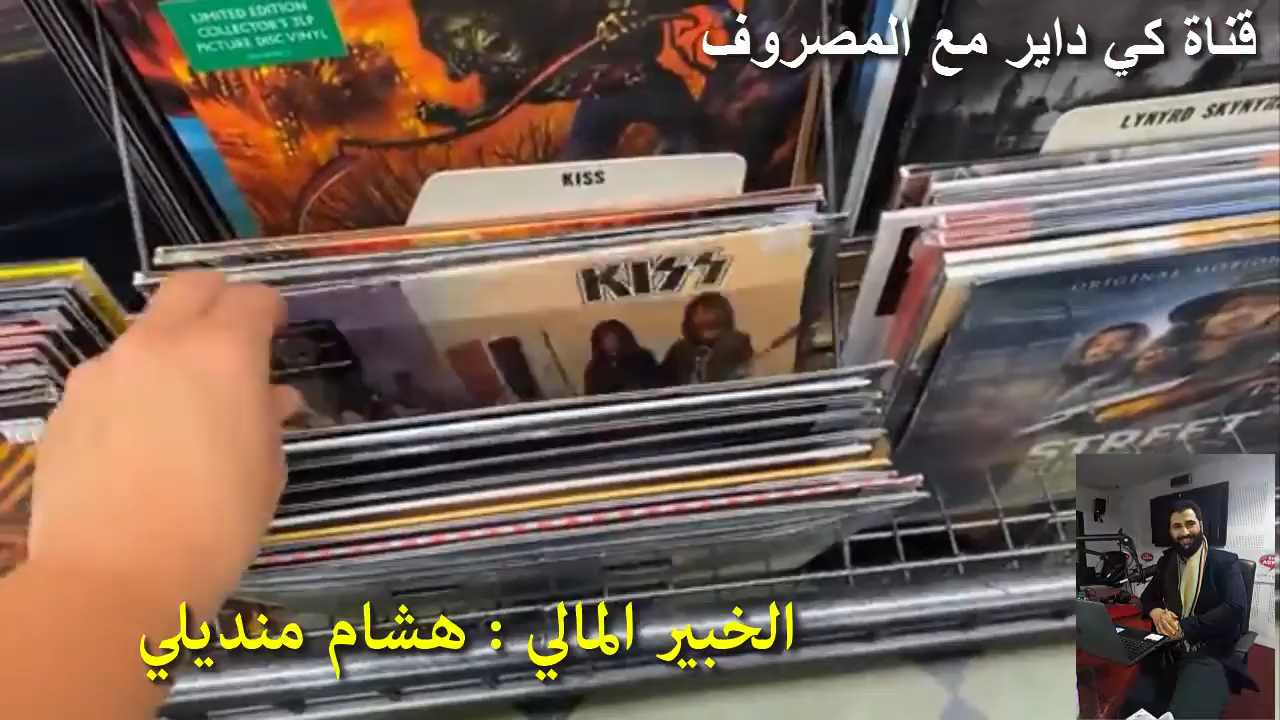 قناة كي داير مع المصروف
LIMITED EDITION
COLLECTOR'S 2LP
PICTURE DISC VINYL
LYNYRD SKYNYRD
KISS
KISS
ORIGINAL MOTION
STREET
الخبير المالي : هشام منديلي